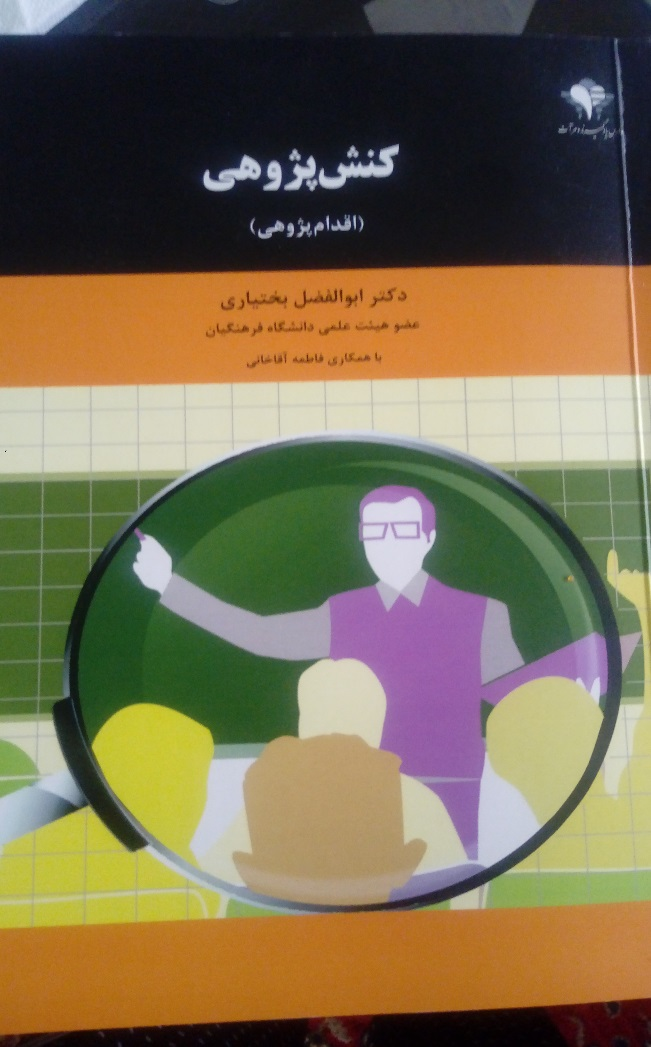 کنش‌پژوهی
(اقدام‌پژوهی)
دکتر ابوالفضل بختیاری
عضو هیئت علمی دانشگاه فرهنگیان
با همکاری فاطمه آقاخانی